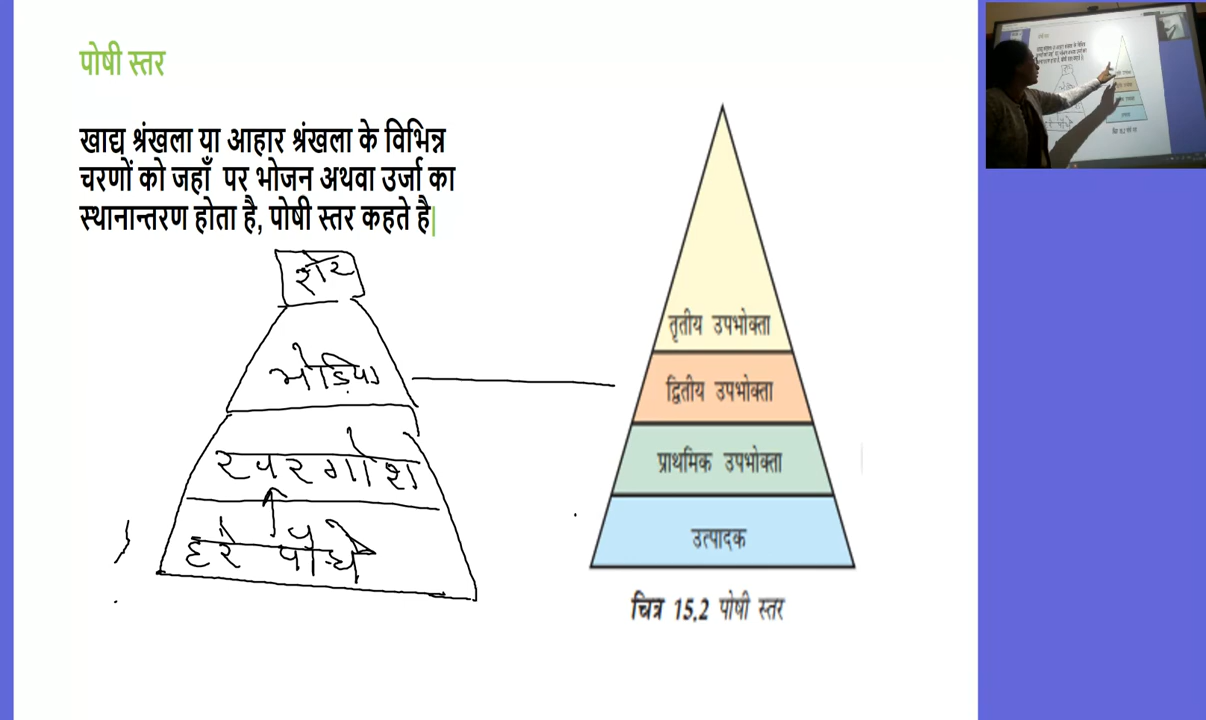 पोषी स्तर
खाद्य श्रंखला या आहार श्रंखला के विभिन्न
चरणों को जहाँ पर भोजन अथवा उर्जा का
स्थानान्तरण होता है, पोषी स्तर कहते है|
शेर
भेडिया
खरगोश
हरे पौधे
तृतीय उपभोक्ता
द्वितीय उपभोक्ता
प्राथमिक उपभोक्ता
उत्पादक
चित्र 15.2 पोषी स्तर